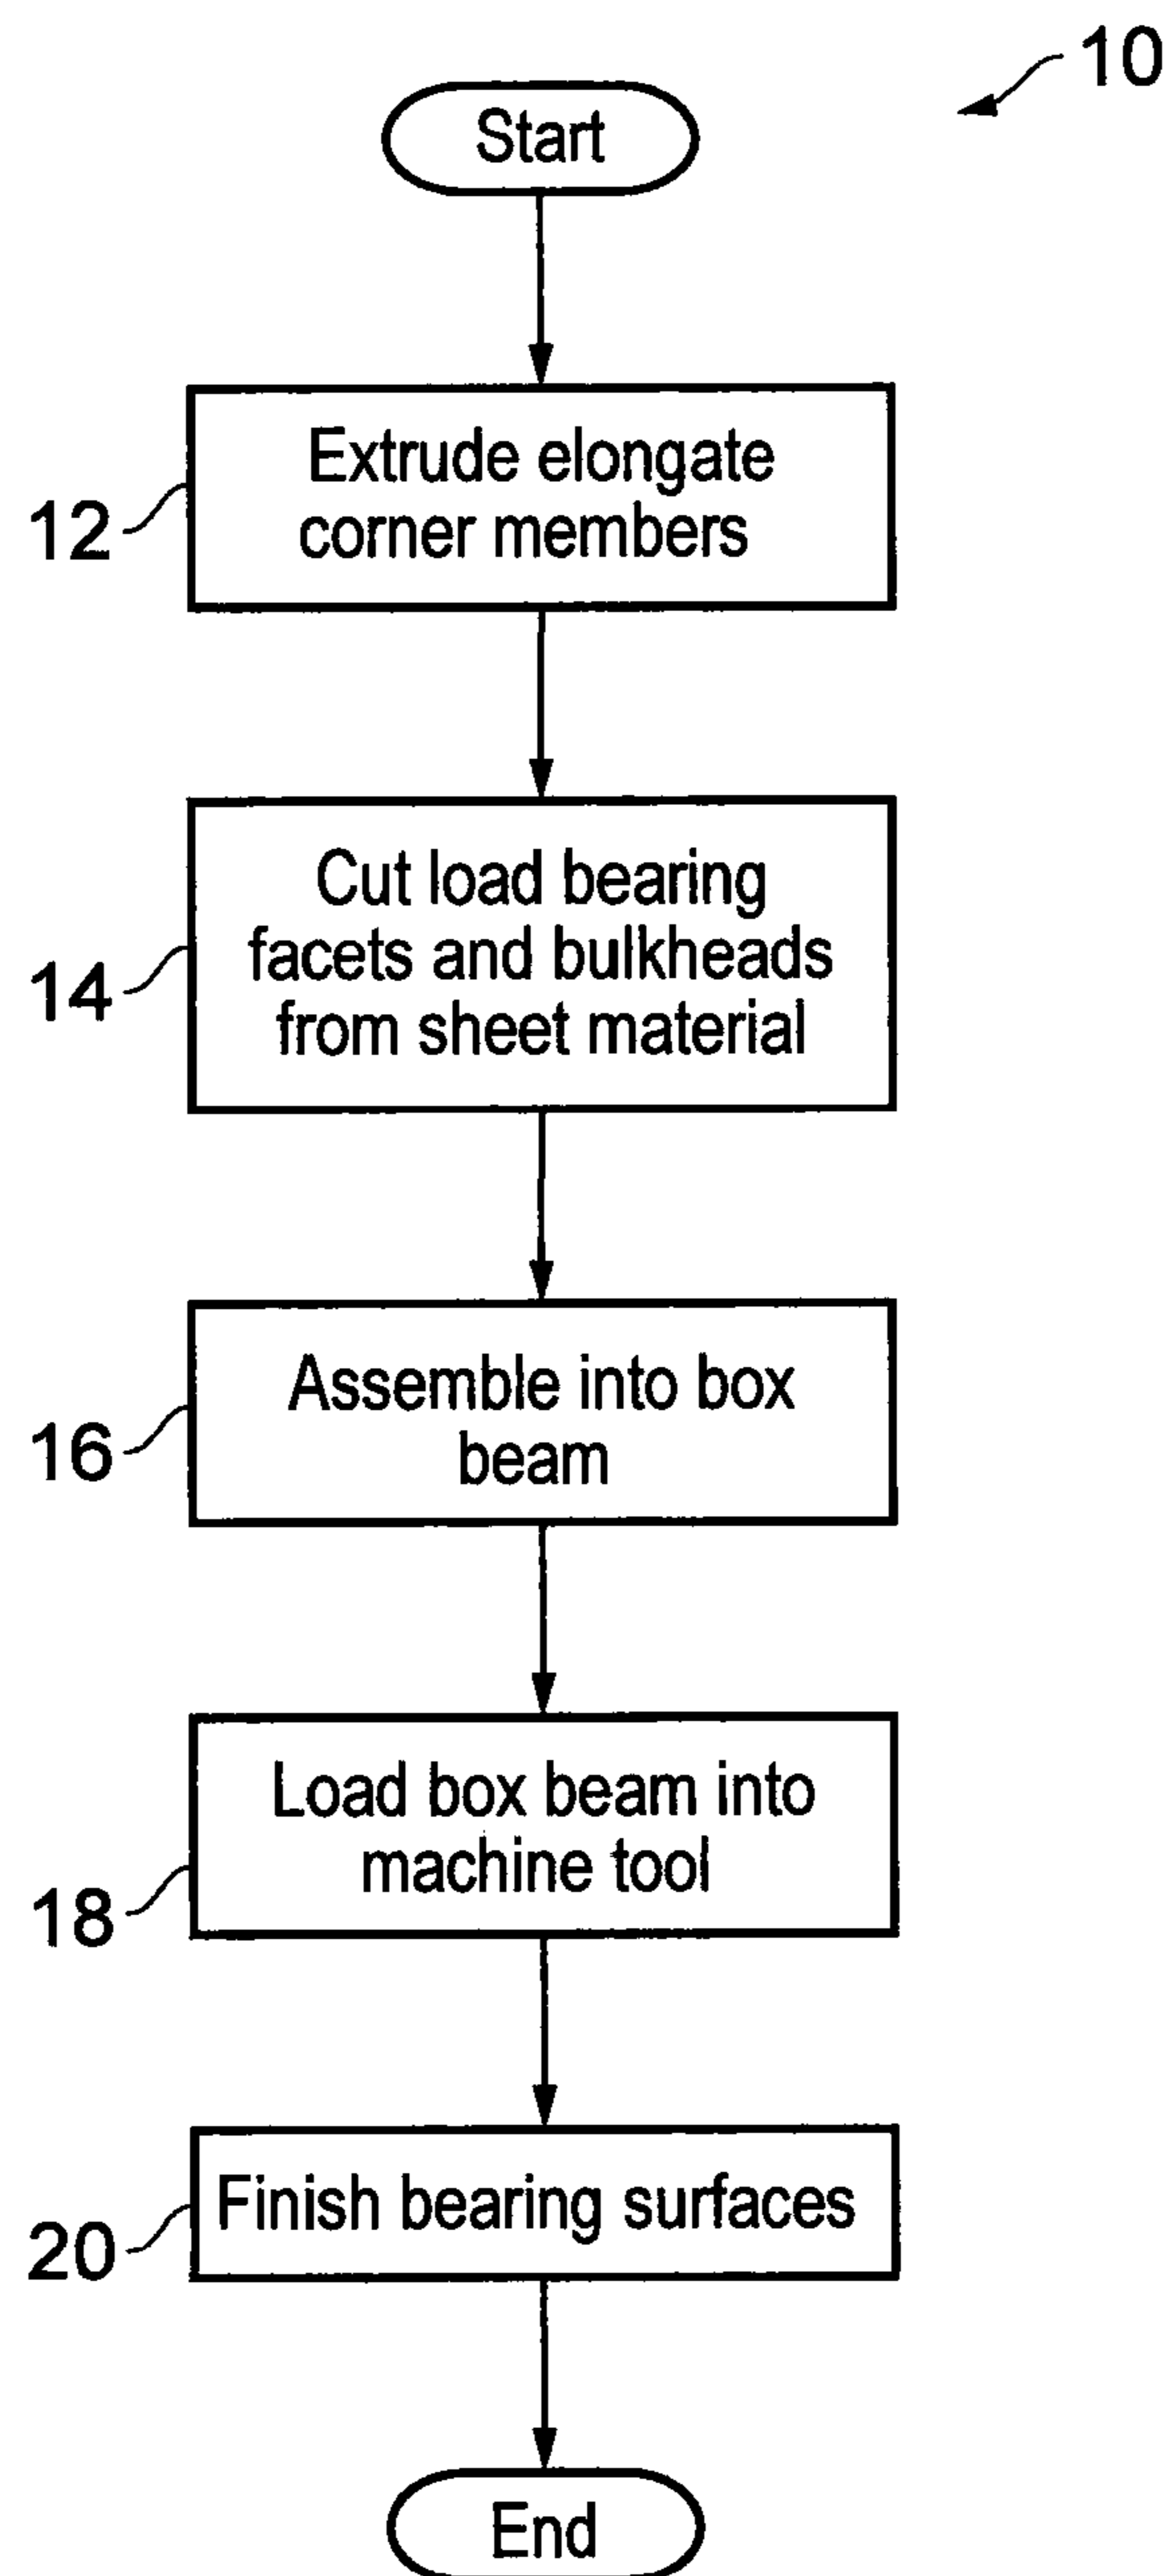 10
Start
Extrude elongate
corner members
12
Cut load bearing
facets and bulkheads
from sheet material
14
Assemble into box
beam
16
Load box beam into
machine tool
18
Finish bearing surfaces
20
End